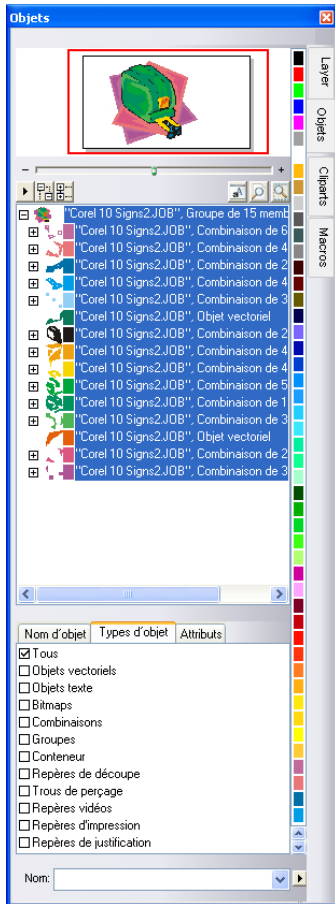 Objets
Layer
Objets
Cliparts
Macros
"Corel 10 Signs2.JOB", Groupe de 15 memb
"Corel 10 Signs2.JOB", Combinaison de 6
"Corel 10 Signs2.JOB", Combinaison de 4
"Corel 10 Signs2.JOB", Combinaison de 2
"Corel 10 Signs2.JOB", Combinaison de 4
"Corel 10 Signs2.JOB", Combinaison de 3
"Corel 10 Signs2.JOB", Objet vectoriel
"Corel 10 Signs2.JOB", Combinaison de 2
"Corel 10 Signs2.JOB", Combinaison de 4
"Corel 10 Signs2.JOB", Combinaison de 4
"Corel 10 Signs2.JOB", Combinaison de 5
"Corel 10 Signs2.JOB", Combinaison de 1
"Corel 10 Signs2.JOB", Combinaison de 3
"Corel 10 Signs2.JOB", Objet vectoriel
"Corel 10 Signs2.JOB", Combinaison de 2
"Corel 10 Signs2.JOB", Combinaison de 3
Nom d'objet Types d'objet Attributs
Tous
Objets vectoriels
Objets texte
Bitmaps
Combinaisons
Groupes
Conteneur
Repères de découpe
Trous de perçage
Repères vidéos
Repères d'impression
Repères de justification
Nom: